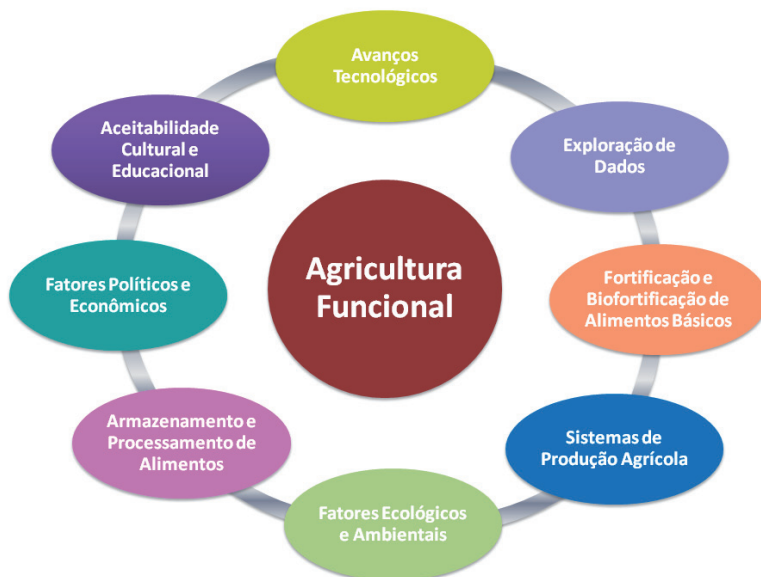 Avanços
Tecnológicos
Exploração de
Dados
Fortificação e
Biofortificação de
Alimentos Básicos
Sistemas de
Produção Agrícola
Fatores Ecológicos
e Ambientais
Armazenamento e
Processamento de
Alimentos
Fatores Políticos e
Econômicos
Aceitabilidade
Cultural e
Educacional
Agricultura
Funcional